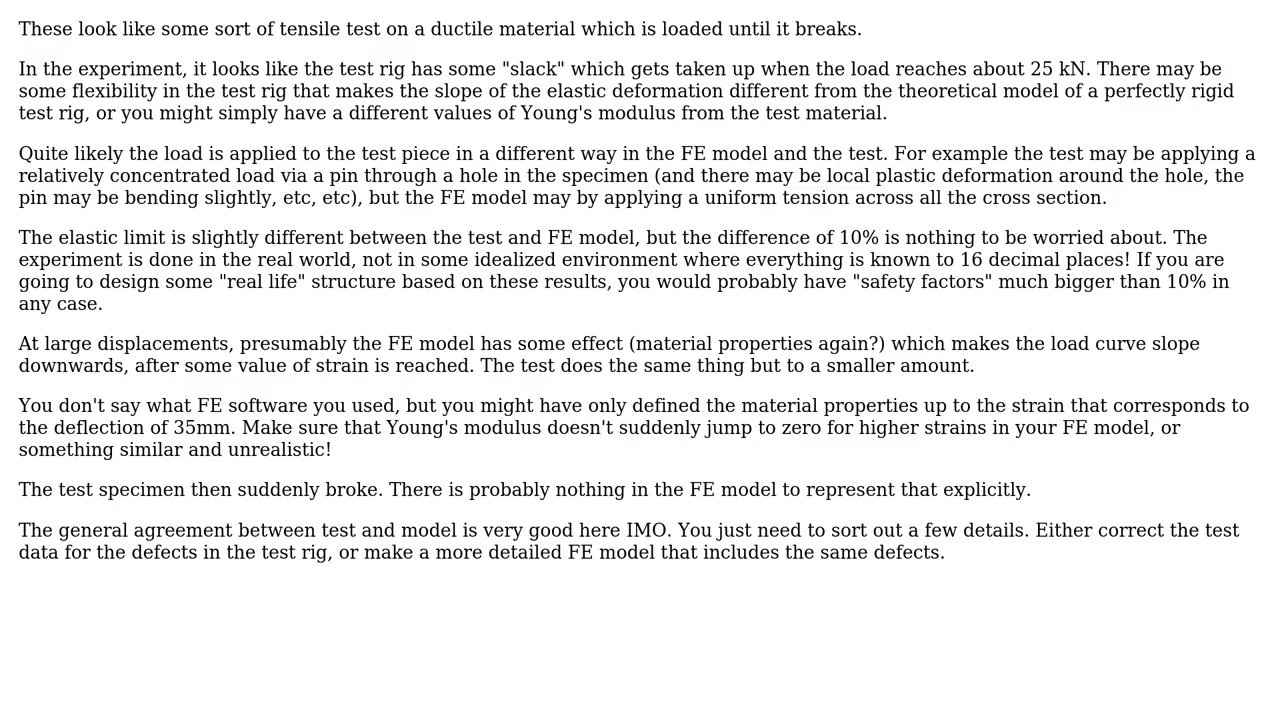 These look like some sort of tensile test on a ductile material which is loaded until it breaks.
In the experiment, it looks like the test rig has some "slack" which gets taken up when the load reaches about 25 kN. There may be
some flexibility in the test rig that makes the slope of the elastic deformation different from the theoretical model of a perfectly rigid
test rig, or you might simply have a different values of Young's modulus from the test material.
Quite likely the load is applied to the test piece in a different way in the FE model and the test. For example the test may be applying a
relatively concentrated load via a pin through a hole in the specimen (and there may be local plastic deformation around the hole, the
pin may be bending slightly, etc, etc), but the FE model may by applying a uniform tension across all the cross section.
The elastic limit is slightly different between the test and FE model, but the difference of 10% is nothing to be worried about. The
experiment is done in the real world, not in some idealized environment where everything is known to 16 decimal places! If you are
going to design some "real life" structure based on these results, you would probably have "safety factors" much bigger than 10% in
any case.
At large displacements, presumably the FE model has some effect (material properties again?) which makes the load curve slope
downwards, after some value of strain is reached. The test does the same thing but to a smaller amount.
You don't say what FE software you used, but you might have only defined the material properties up to the strain that corresponds to
the deflection of 35mm. Make sure that Young's modulus doesn't suddenly jump to zero for higher strains in your FE model, or
something similar and unrealistic!
The test specimen then suddenly broke. There is probably nothing in the FE model to represent that explicitly.
The general agreement between test and model is very good here IMO. You just need to sort out a few details. Either correct the test
data for the defects in the test rig, or make a more detailed FE model that includes the same defects.